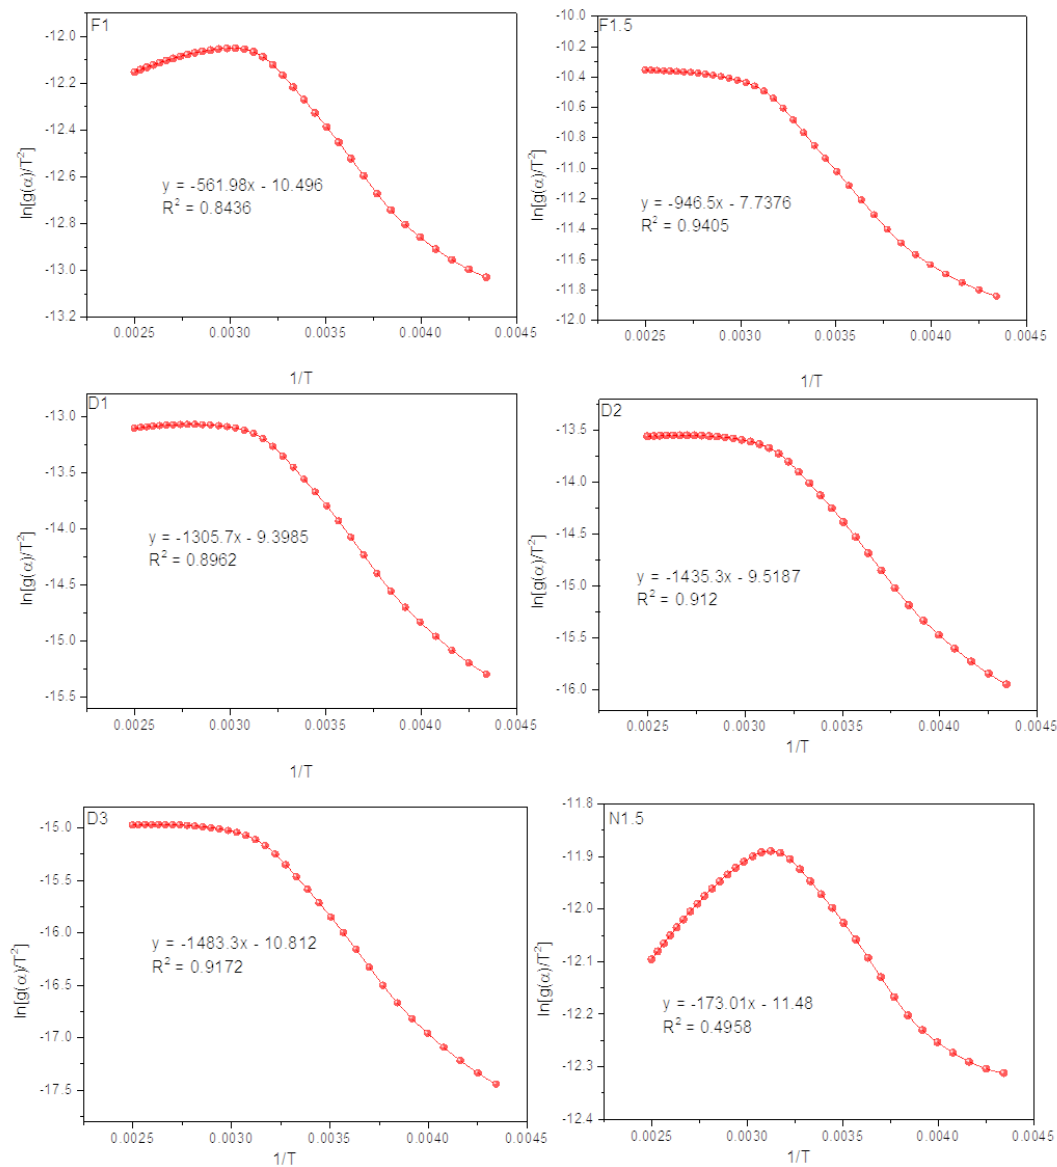 F1
-12.0
-12.2
-12.4
-12.6
-12.8
-13.0
-13.2
ln[g(α)/T²]
y = -561.98x - 10.496
R² = 0.8436
0.0025 0.0030 0.0035 0.0040 0.0045
1/T
F1.5
-10.0
-10.2
-10.4
-10.6
-10.8
-11.0
-11.2
-11.4
-11.6
-11.8
-12.0
ln[g(α)/T²]
y = -946.5x - 7.7376
R² = 0.9405
0.0025 0.0030 0.0035 0.0040 0.0045
1/T
D1
-13.0
-13.5
-14.0
-14.5
-15.0
-15.5
ln[g(α)/T²]
y = -1305.7x - 9.3985
R² = 0.8962
0.0025 0.0030 0.0035 0.0040 0.0045
1/T
D2
-13.5
-14.0
-14.5
-15.0
-15.5
-16.0
ln[g(α)/T²]
y = -1435.3x - 9.5187
R² = 0.912
0.0025 0.0030 0.0035 0.0040 0.0045
1/T
D3
-15.0
-15.5
-16.0
-16.5
-17.0
-17.5
ln[g(α)/T²]
y = -1483.3x - 10.812
R² = 0.9172
0.0025 0.0030 0.0035 0.0040 0.0045
1/T
N1.5
-11.8
-11.9
-12.0
-12.1
-12.2
-12.3
-12.4
ln[g(α)/T²]
y = -173.01x - 11.48
R² = 0.4958
0.0025 0.0030 0.0035 0.0040 0.0045
1/T